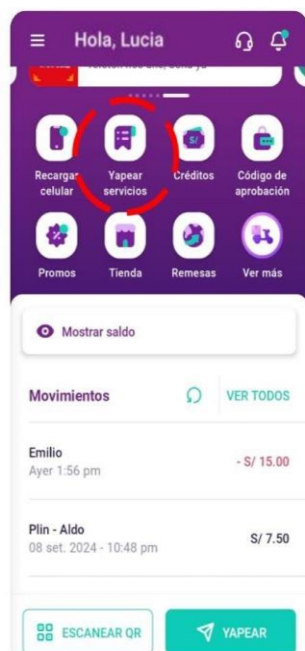 Hola, Lucia
Recargar celular
Yapear servicios
Créditos
Código de aprobación
Promos
Tienda
Remesas
Ver más
Mostrar saldo
Movimientos
VER TODOS
Emilio
Ayer 1:56 pm
- S/ 15.00
Plin - Aldo
08 set. 2024 - 10:48 pm
S/ 7.50
ESCANEAR QR
YAPEAR